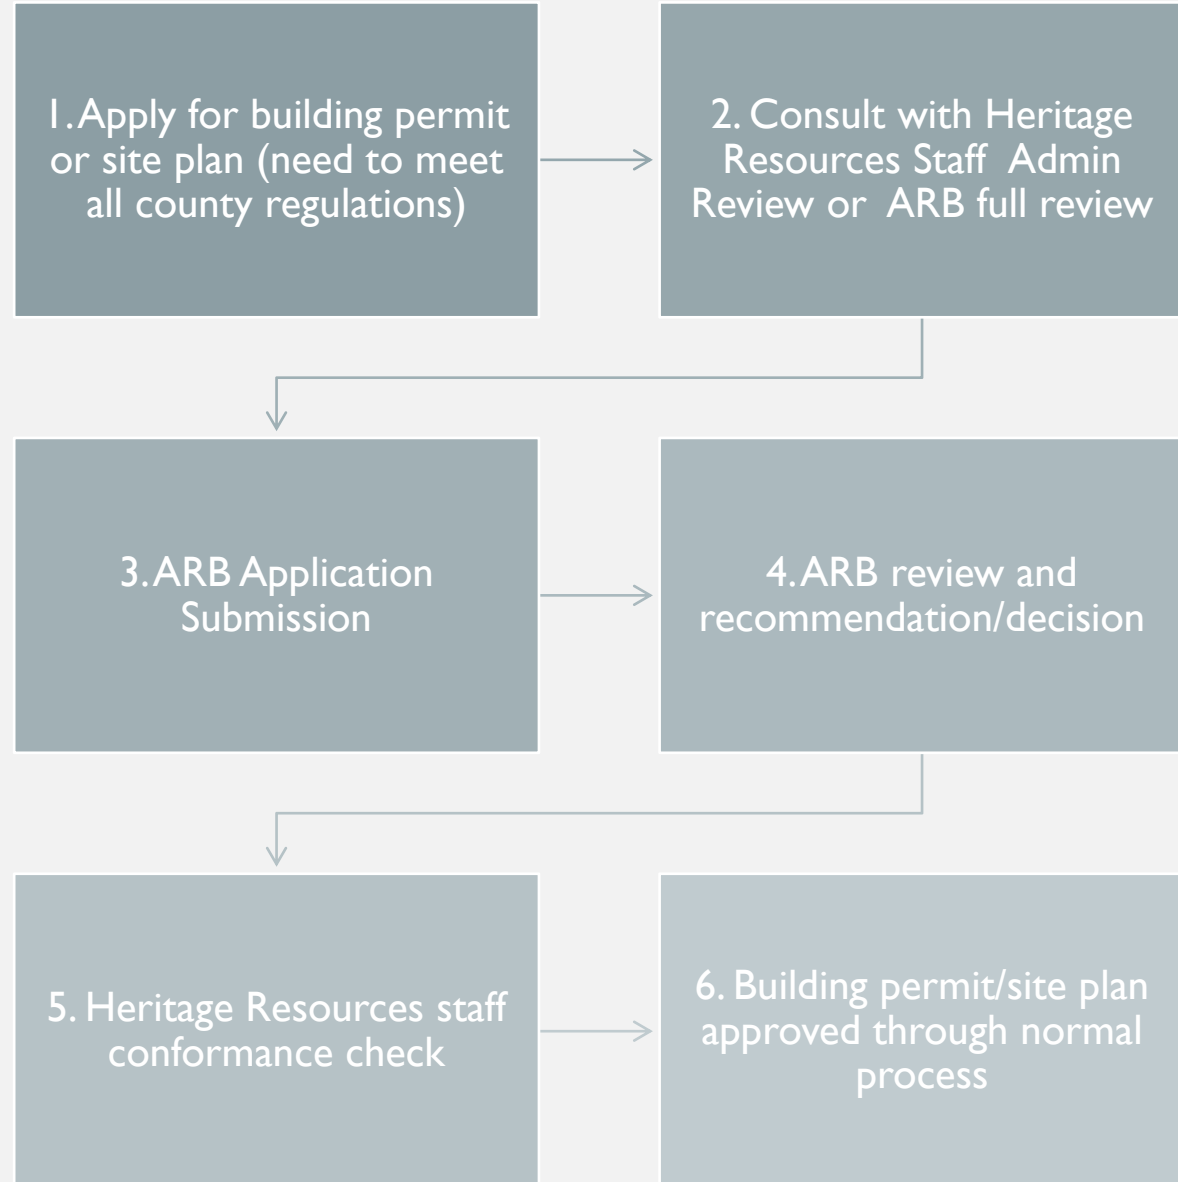 1. Apply for building permit
or site plan (need to meet
all county regulations)
2. Consult with Heritage
Resources Staff  Admin
Review or  ARB full review
3. ARB Application
Submission
4. ARB review and
recommendation/decision
5. Heritage Resources staff
conformance check
6. Building permit/site plan
approved through normal
process